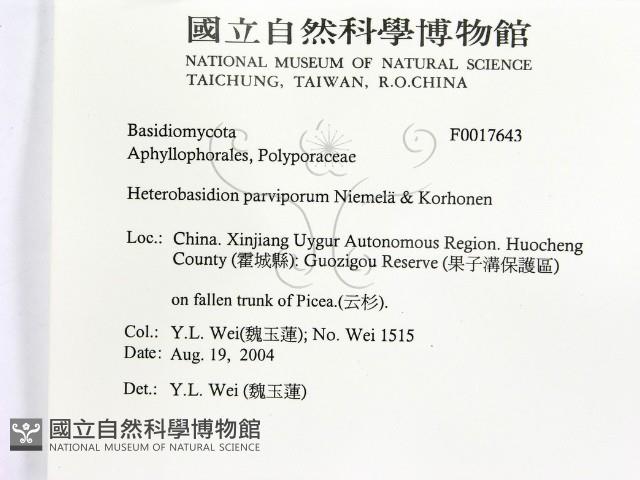 國立自然科學博物館
NATIONAL MUSEUM OF NATURAL SCIENCE
TAICHUNG, TAIWAN, R.O.CHINA
Basidiomycota F0017643
Aphyllophorales, Polyporaceae
Heterobasidion parviporum Niemelä & Korhonen
Loc.: China. Xinjiang Uygur Autonomous Region. Huocheng
County (霍城縣): Guozigou Reserve (果子溝保護區)
on fallen trunk of Picea.(云杉).
Col.: Y.L. Wei(魏玉蓮); No. Wei 1515
Date: Aug. 19, 2004
Det.: Y.L. Wei (魏玉蓮)
國立自然科學博物館
NATIONAL MUSEUM OF NATURAL SCIENCE